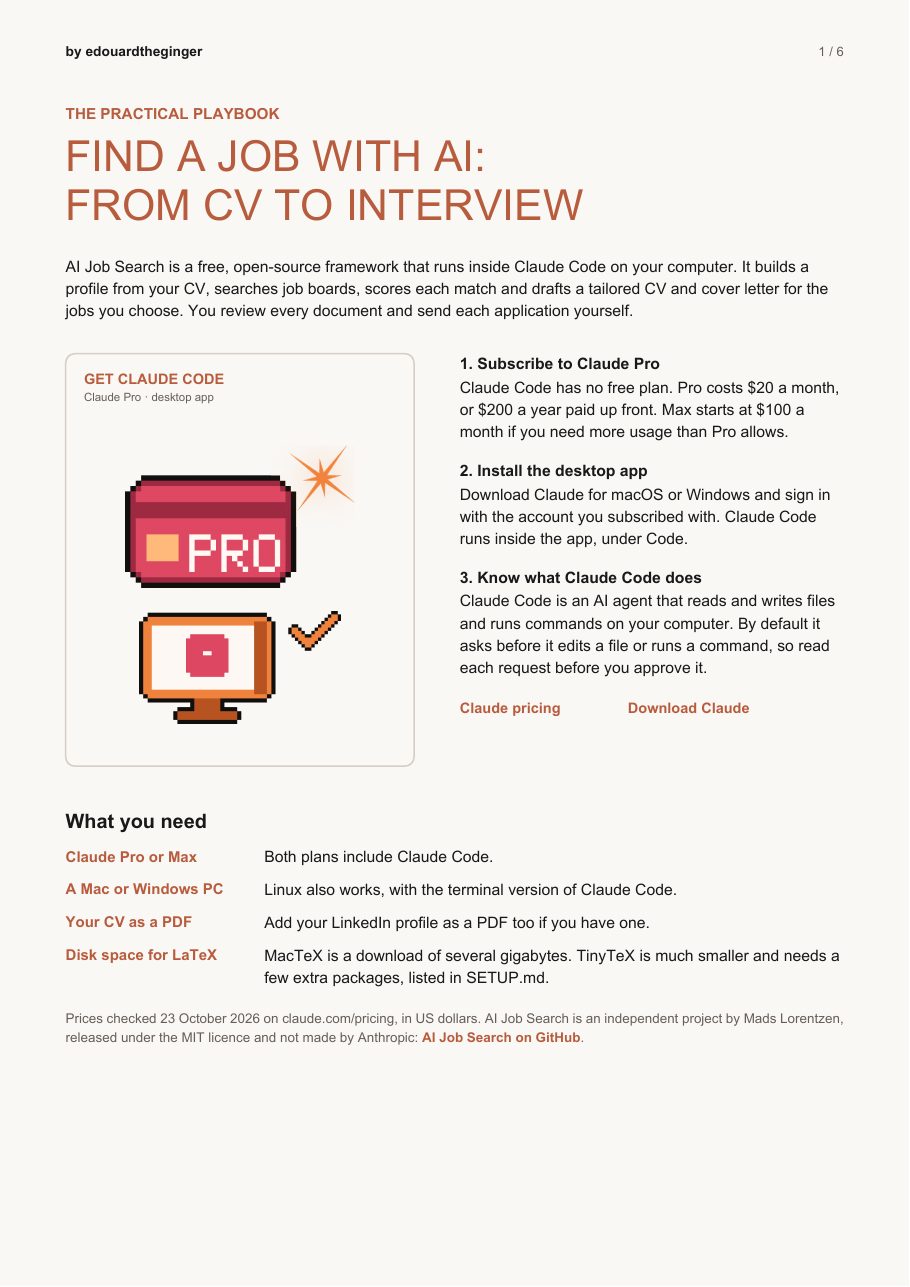 by edouardtheginger
1 / 6
THE PRACTICAL PLAYBOOK
FIND A JOB WITH AI:
FROM CV TO INTERVIEW
AI Job Search is a free, open-source framework that runs inside Claude Code on your computer. It builds a
profile from your CV, searches job boards, scores each match and drafts a tailored CV and cover letter for the
jobs you choose. You review every document and send each application yourself.
GET CLAUDE CODE
Claude Pro · desktop app
PRO
1. Subscribe to Claude Pro
Claude Code has no free plan. Pro costs $20 a month,
or $200 a year paid up front. Max starts at $100 a
month if you need more usage than Pro allows.
2. Install the desktop app
Download Claude for macOS or Windows and sign in
with the account you subscribed with. Claude Code
runs inside the app, under Code.
3. Know what Claude Code does
Claude Code is an AI agent that reads and writes files
and runs commands on your computer. By default it
asks before it edits a file or runs a command, so read
each request before you approve it.
Claude pricing
Download Claude
What you need
Claude Pro or Max
Both plans include Claude Code.
A Mac or Windows PC
Linux also works, with the terminal version of Claude Code.
Your CV as a PDF
Add your LinkedIn profile as a PDF too if you have one.
Disk space for LaTeX
MacTeX is a download of several gigabytes. TinyTeX is much smaller and needs a
few extra packages, listed in SETUP.md.
Prices checked 23 October 2026 on claude.com/pricing, in US dollars. AI Job Search is an independent project by Mads Lorentzen,
released under the MIT licence and not made by Anthropic: AI Job Search on GitHub.